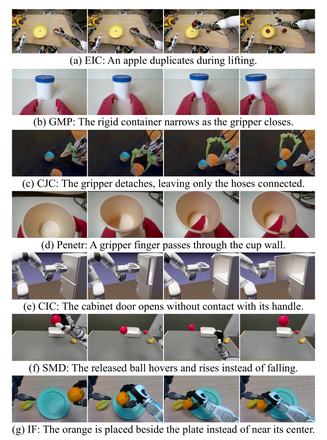 (a) EIC: An apple duplicates during lifting.
(b) GMP: The rigid container narrows as the gripper closes.
(c) CJC: The gripper detaches, leaving only the hoses connected.
(d) Penetr: A gripper finger passes through the cup wall.
(e) CIC: The cabinet door opens without contact with its handle.
(f) SMD: The released ball hovers and rises instead of falling.
(g) IF: The orange is placed beside the plate instead of near its center.